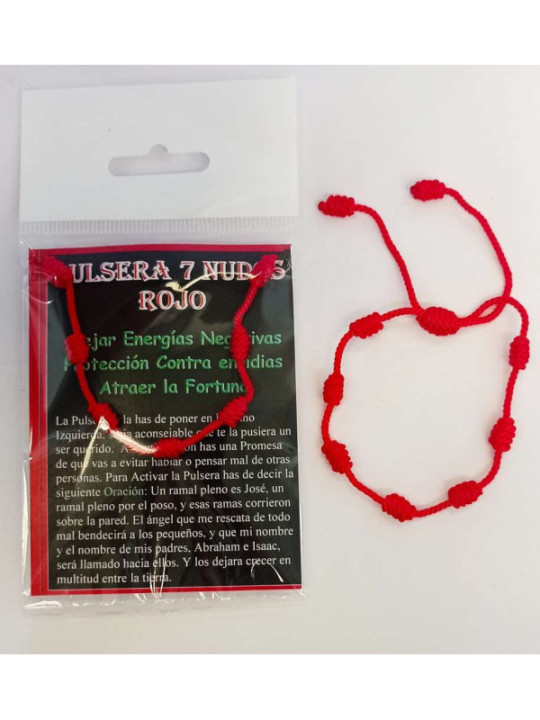 PULSERA 7 NUDOS
ROJO
Energías Negativas
Protección Contra envidias
Atraer la Fortuna
La Pulsera la has de poner en la mano
Izquierda. aconsejable que te la pusiera un
ser querido. has una Promesa
de que vas a evitar hablar o pensar mal de otras
personas. Para Activar la Pulsera has de decir la
siguiente Oración: Un ramal pleno es José, un
ramal pleno por el poso, y esas ramas corrieron
sobre la pared. El ángel que me rescata de todo
mal bendecirá a los pequeños, y que mi nombre
y el nombre de mis padres, Abraham e Isaac,
será llamado hacia ellos. Y los dejara crecer en
multitud entre la tierra.